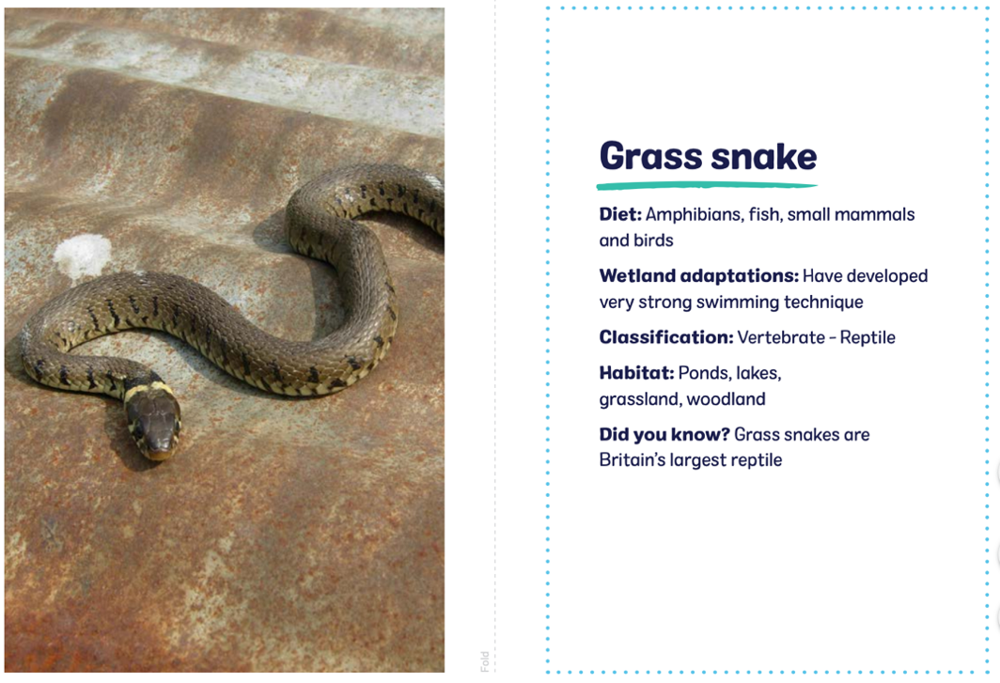 Grass snake
Diet: Amphibians, fish, small mammals
and birds
Wetland adaptations: Have developed
very strong swimming technique
Classification: Vertebrate - Reptile
Habitat: Ponds, lakes,
grassland, woodland
Did you know? Grass snakes are
Britain's largest reptile
Fold